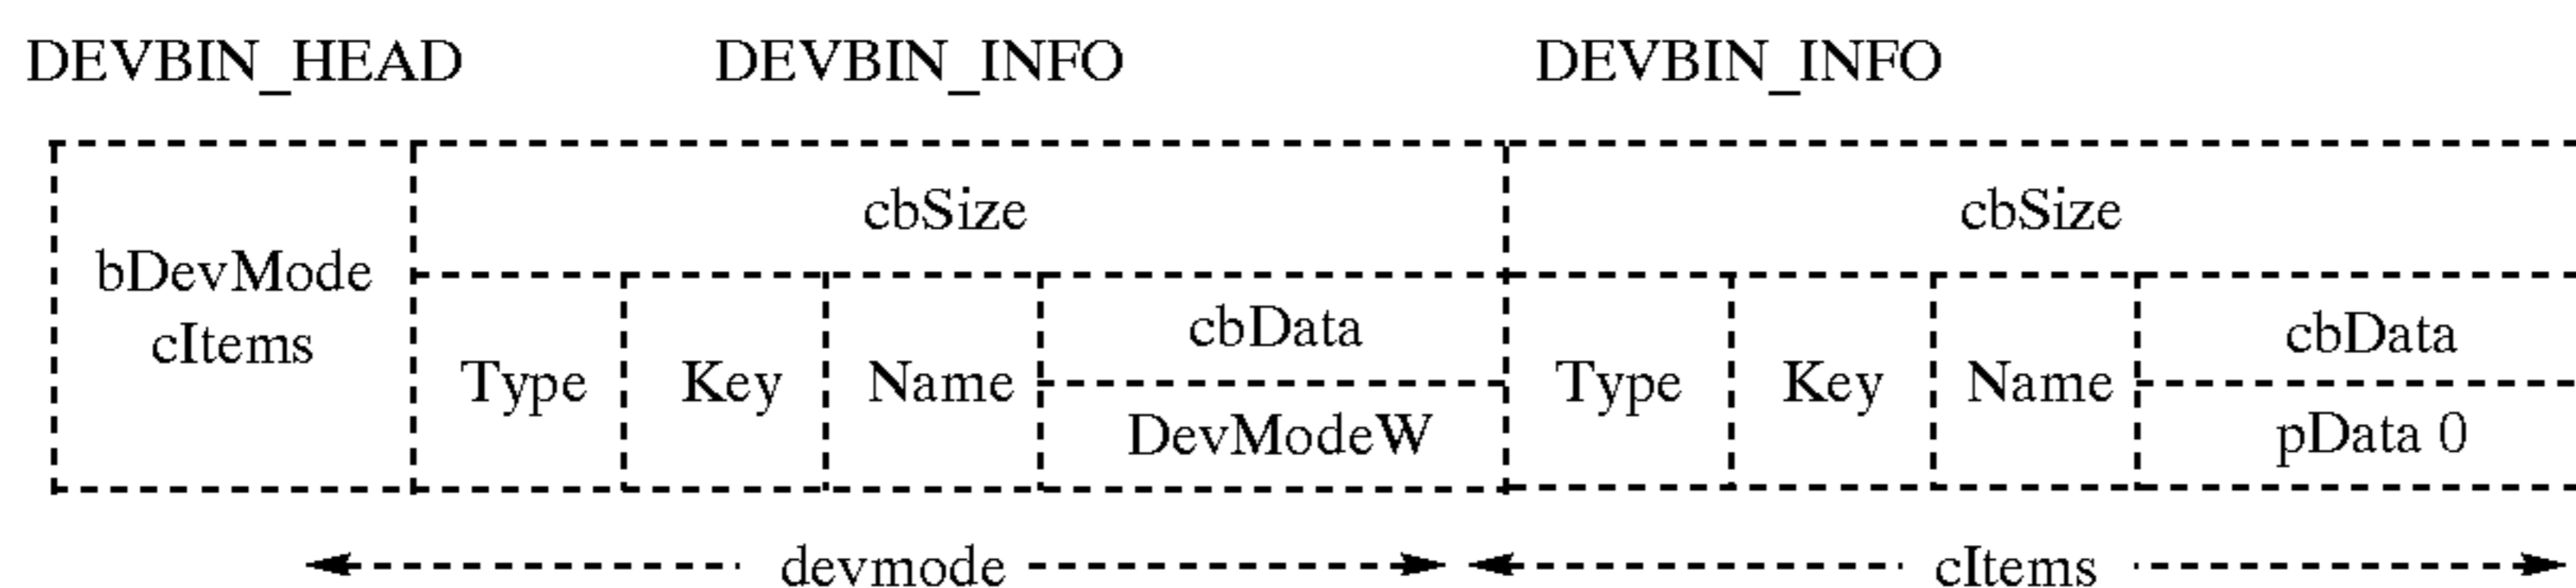 DEVBIN_HEAD DEVBIN_INFO DEVBIN_INFO
cbSize cbSize
bDevMode
cItems
Type Key Name cbData Type Key Name cbData
DevModeW pData 0
devmode cItems